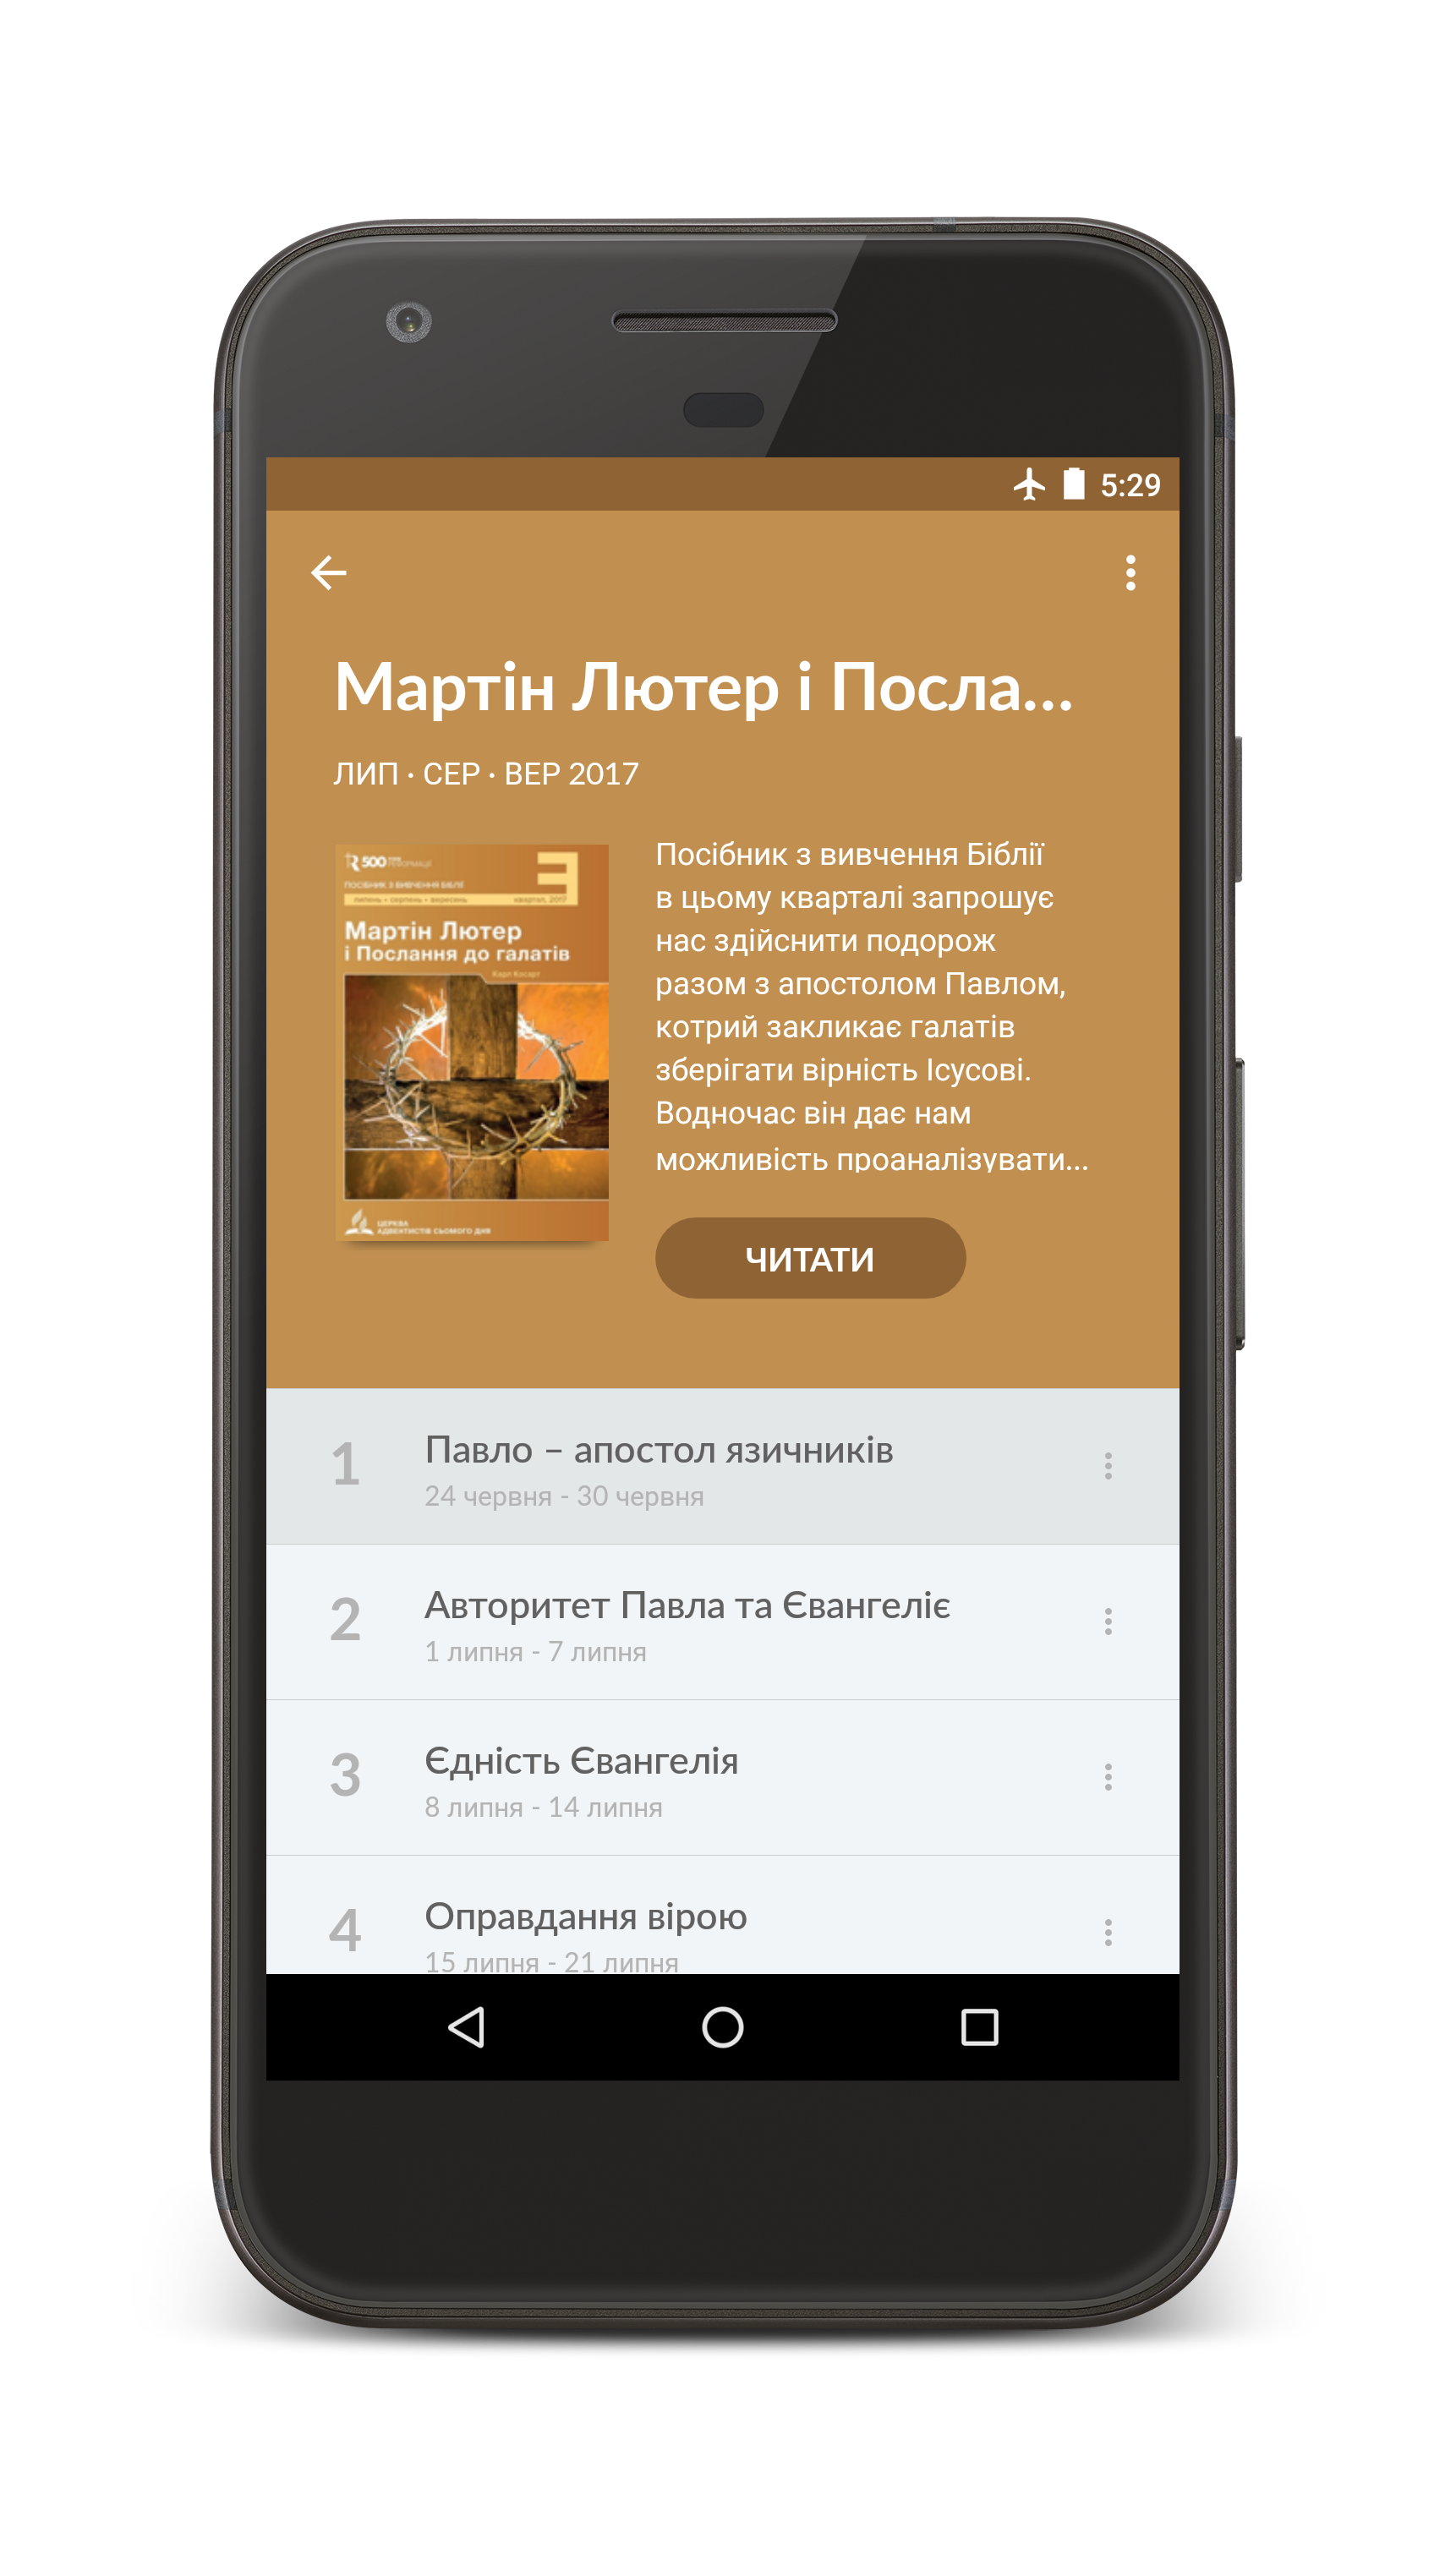 5:29
Мартін Лютер і Посла...
ЛИП · СЕР · ВЕР 2017
500
РЕФОРМАЦІЇ
ПОСІБНИК З ВИВЧЕННЯ БІБЛІЇ
липень • серпень • вересень квартал, 2017
3
Мартін Лютер
і Послання до галатів
Карл Косарт
ЦЕРКВА
АДВЕНТИСТІВ СЬОМОГО ДНЯ
Посібник з вивчення Біблії
в цьому кварталі запрошує
нас здійснити подорож
разом з апостолом Павлом,
котрий закликає галатів
зберігати вірність Ісусові.
Водночас він дає нам
можливість проаналізувати...
ЧИТАТИ
1
Павло – апостол язичників
24 червня - 30 червня
2
Авторитет Павла та Євангеліє
1 липня - 7 липня
3
Єдність Євангелія
8 липня - 14 липня
4
Оправдання вірою
15 липня - 21 липня